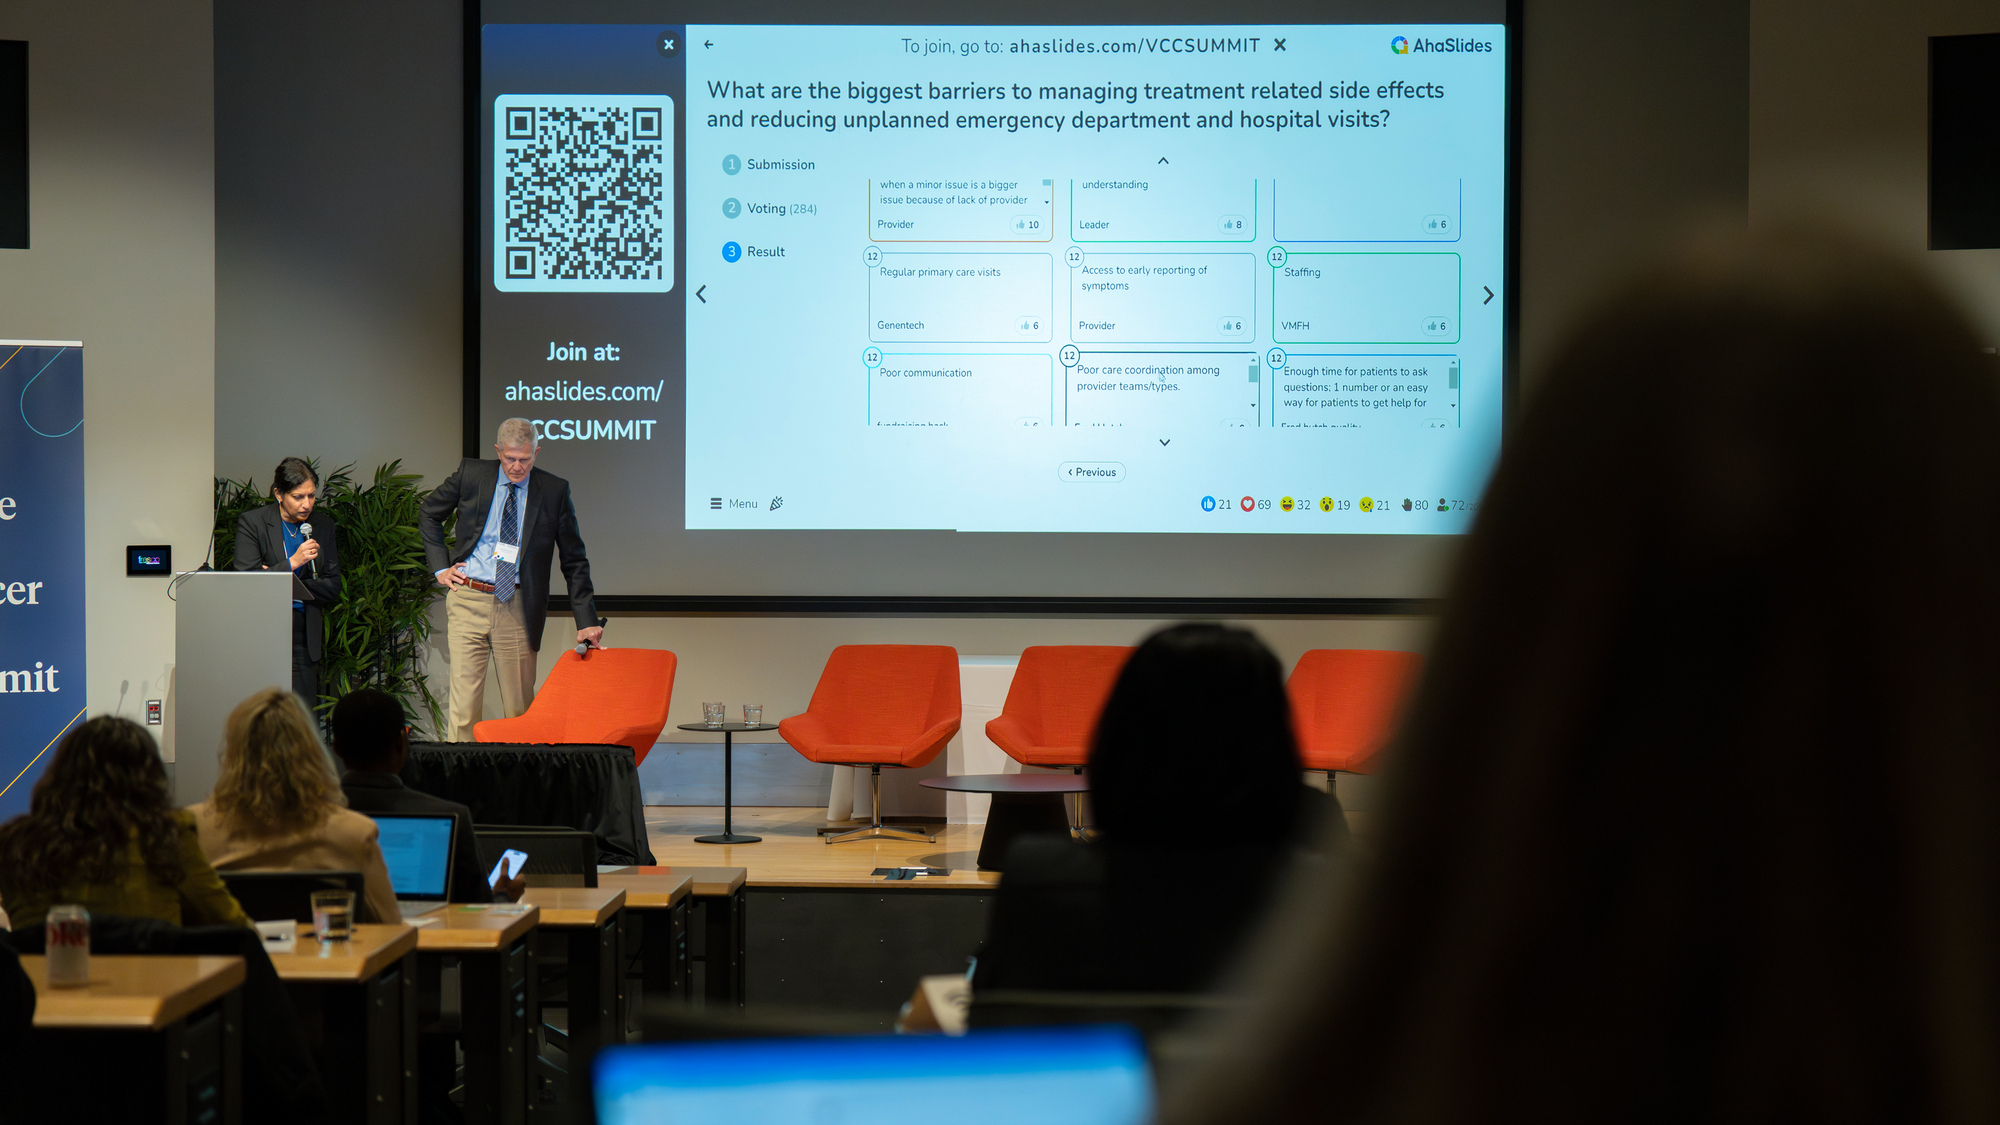 To join, go to: ahaslides.com/VCCSUMMIT
AhaSlides
What are the biggest barriers to managing treatment related side effects
and reducing unplanned emergency department and hospital visits?
1 Submission
2 Voting (284)
3 Result
when a minor issue is a bigger
issue because of lack of provider
Provider
10
understanding
Leader
8
6
12
Regular primary care visits
Genentech
6
12
Access to early reporting of
symptoms
Provider
6
12
Staffing
VMFH
6
12
Poor communication
12
Poor care coordination among
provider teams/types.
12
Enough time for patients to ask
questions; 1 number or an easy
way for patients to get help for
Previous
Menu
21 69 32 19 21 80 72
Join at:
ahaslides.com/
CCSUMMIT
e
cer
mit